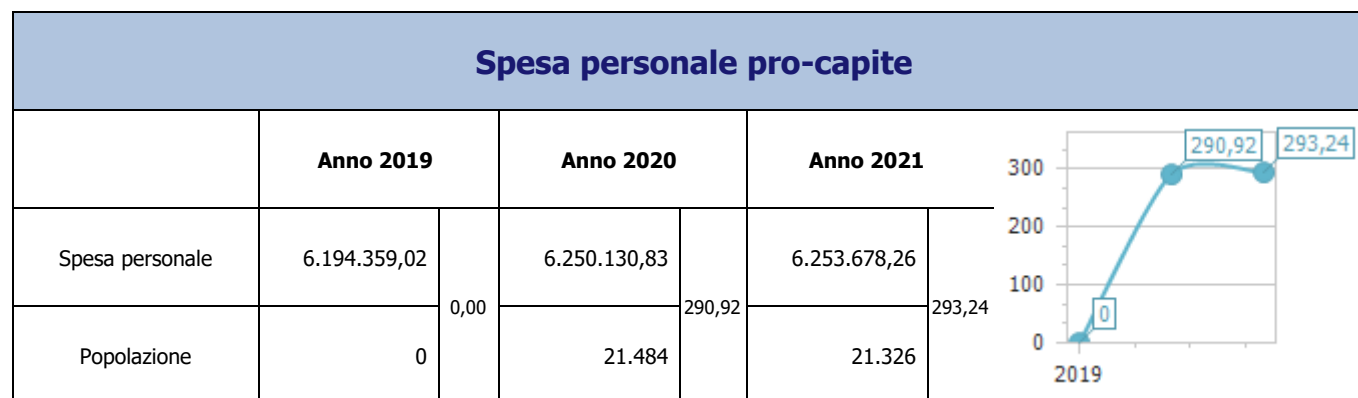 Spesa personale pro-capite
Anno 2019 Anno 2020 Anno 2021
Spesa personale 6.194.359,02 6.250.130,83 6.253.678,26
0,00 290,92 293,24
Popolazione 0 21.484 21.326
290,92 293,24
300
200
100
0
0
2019